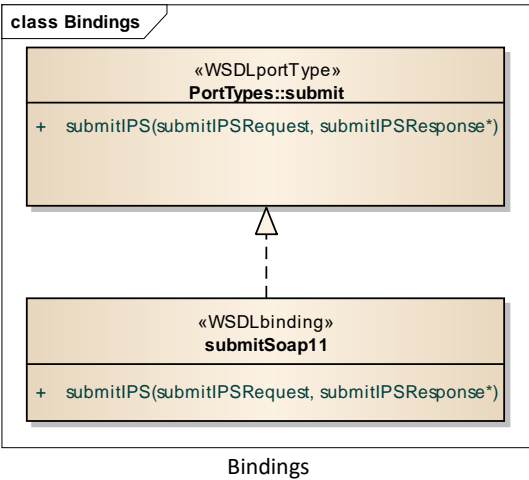 class Bindings
«WSDLportType»
PortTypes::submit
+ submitIPS(submitIPSRequest, submitIPSResponse*)
«WSDLbinding»
submitSoap11
+ submitIPS(submitIPSRequest, submitIPSResponse*)
Bindings